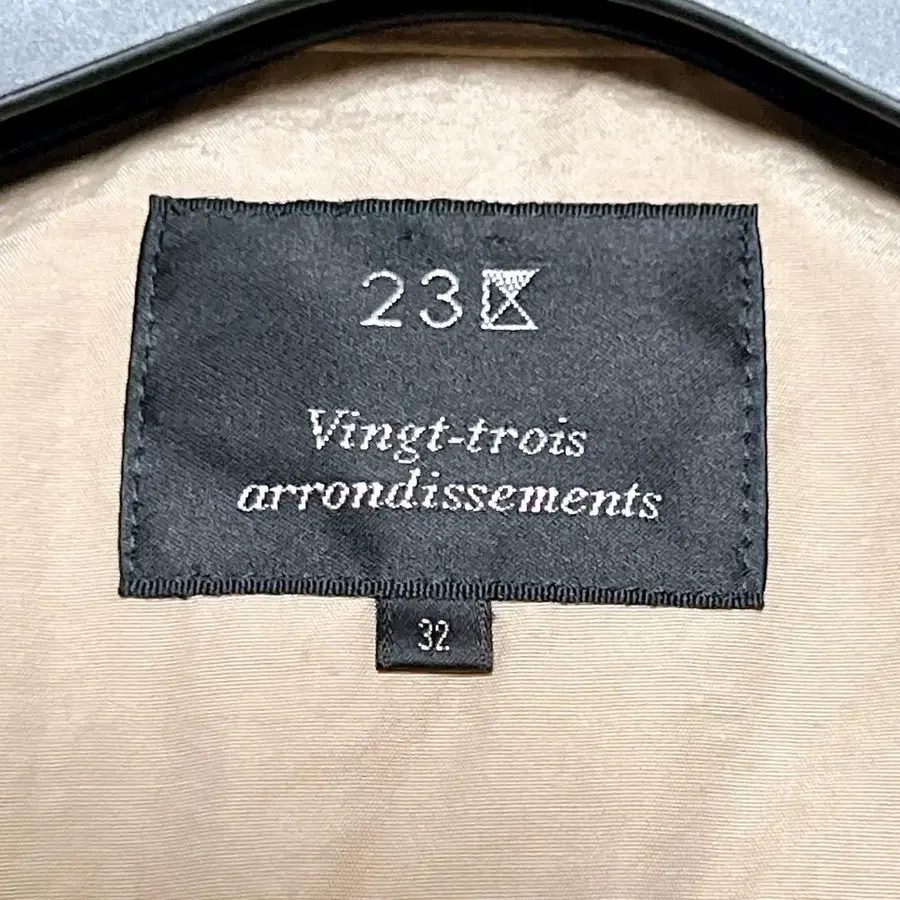 23区
Vingt-trois
arrondissements
32